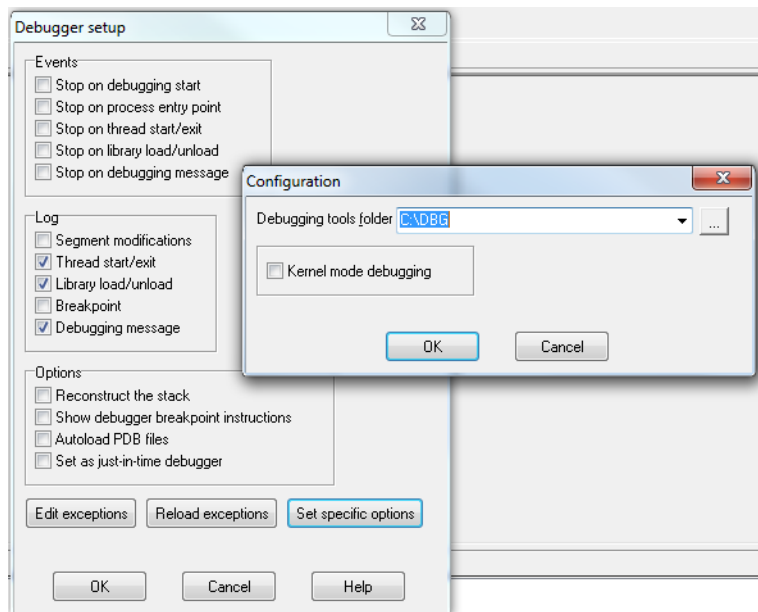 Debugger setup
Events
Stop on debugging start
Stop on process entry point
Stop on thread start/exit
Stop on library load/unload
Stop on debugging message
Log
Segment modifications
Thread start/exit
Library load/unload
Breakpoint
Debugging message
Options
Reconstruct the stack
Show debugger breakpoint instructions
Autoload PDB files
Set as just-in-time debugger
Edit exceptions
Reload exceptions
Set specific options
OK
Cancel
Help
Configuration
Debugging tools folder C:\DBG
...
Kernel mode debugging
OK
Cancel